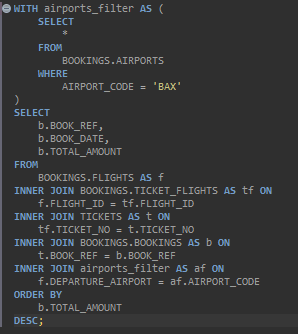 WITH airports_filter AS (
SELECT
*
FROM
BOOKINGS.AIRPORTS
WHERE
AIRPORT_CODE = 'BAX'
)
SELECT
b.BOOK_REF,
b.BOOK_DATE,
b.TOTAL_AMOUNT
FROM
BOOKINGS.FLIGHTS AS f
INNER JOIN BOOKINGS.TICKET_FLIGHTS AS tf ON
f.FLIGHT_ID = tf.FLIGHT_ID
INNER JOIN TICKETS AS t ON
tf.TICKET_NO = t.TICKET_NO
INNER JOIN BOOKINGS.BOOKINGS AS b ON
t.BOOK_REF = b.BOOK_REF
INNER JOIN airports_filter AS af ON
f.DEPARTURE_AIRPORT = af.AIRPORT_CODE
ORDER BY
b.TOTAL_AMOUNT
DESC;